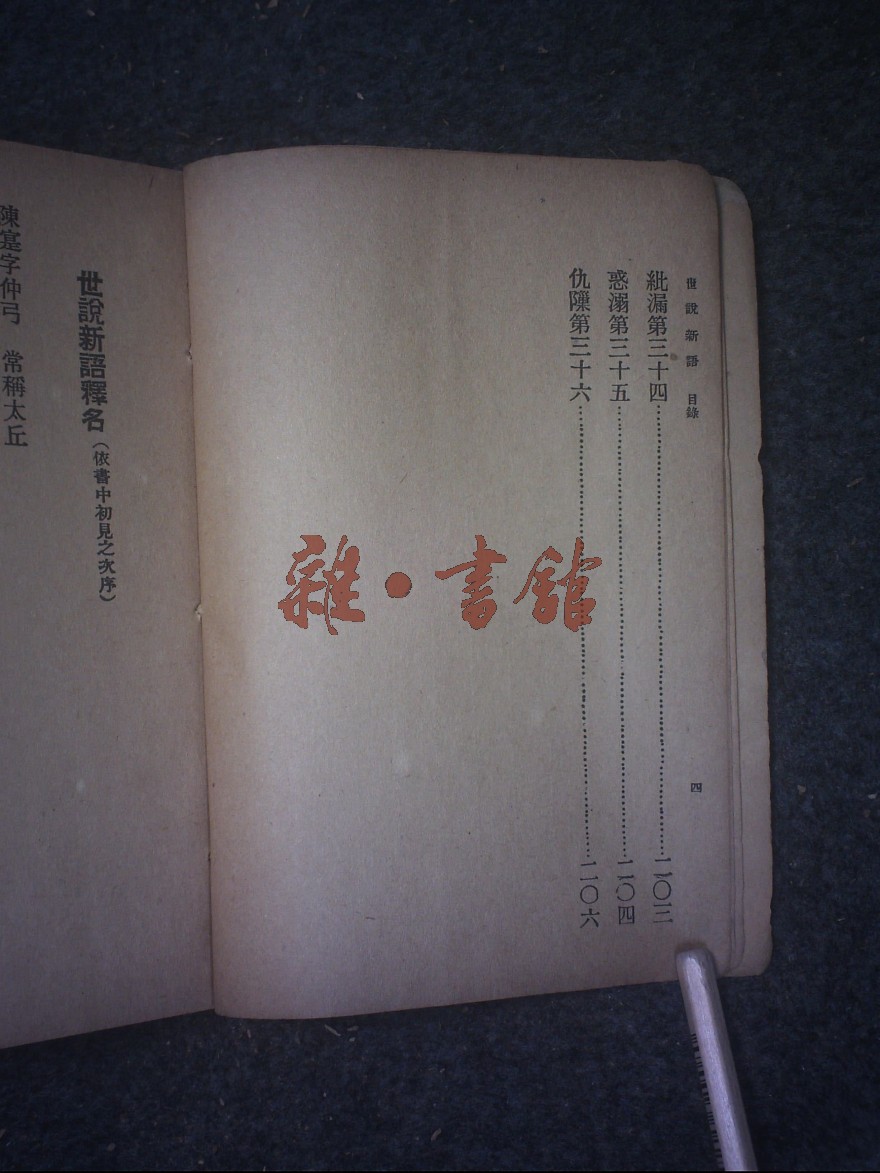 世說新語 目錄
四
紕漏第三十四……二〇三
惑溺第三十五……二〇四
仇隟第三十六……二〇六
世說新語釋名（依書中初見之次序）
陳寔字仲弓 常稱太丘
雜·書館